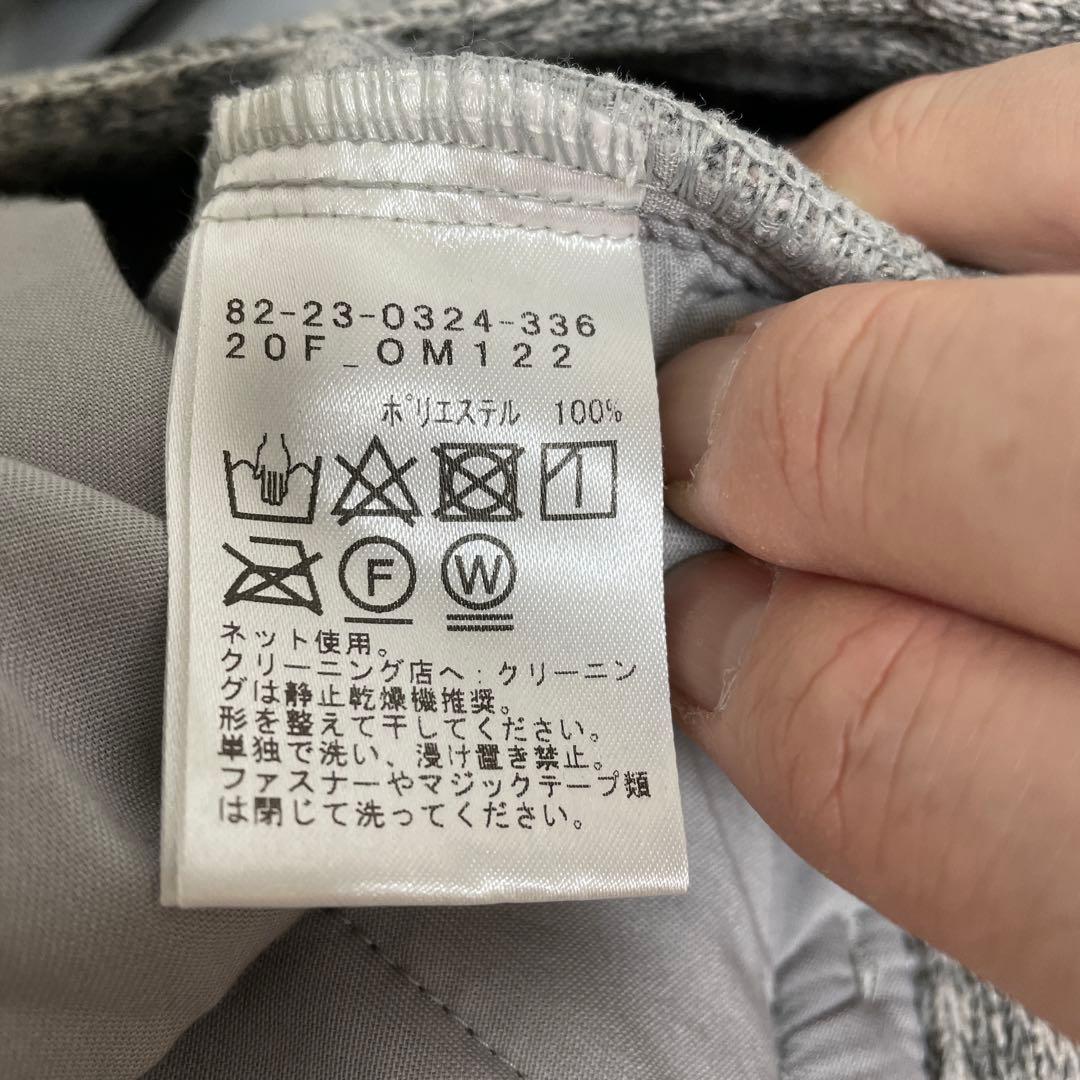 82-23-0324-336
20F_OM122
ポリエステル 100%
F W
ネット使用。
クリーニング店へ:クリーニン
グは静止乾燥機推奨。
形を整えて干してください。
単独で洗い、浸け置き禁止。
ファスナーやマジックテープ類
は閉じて洗ってください。